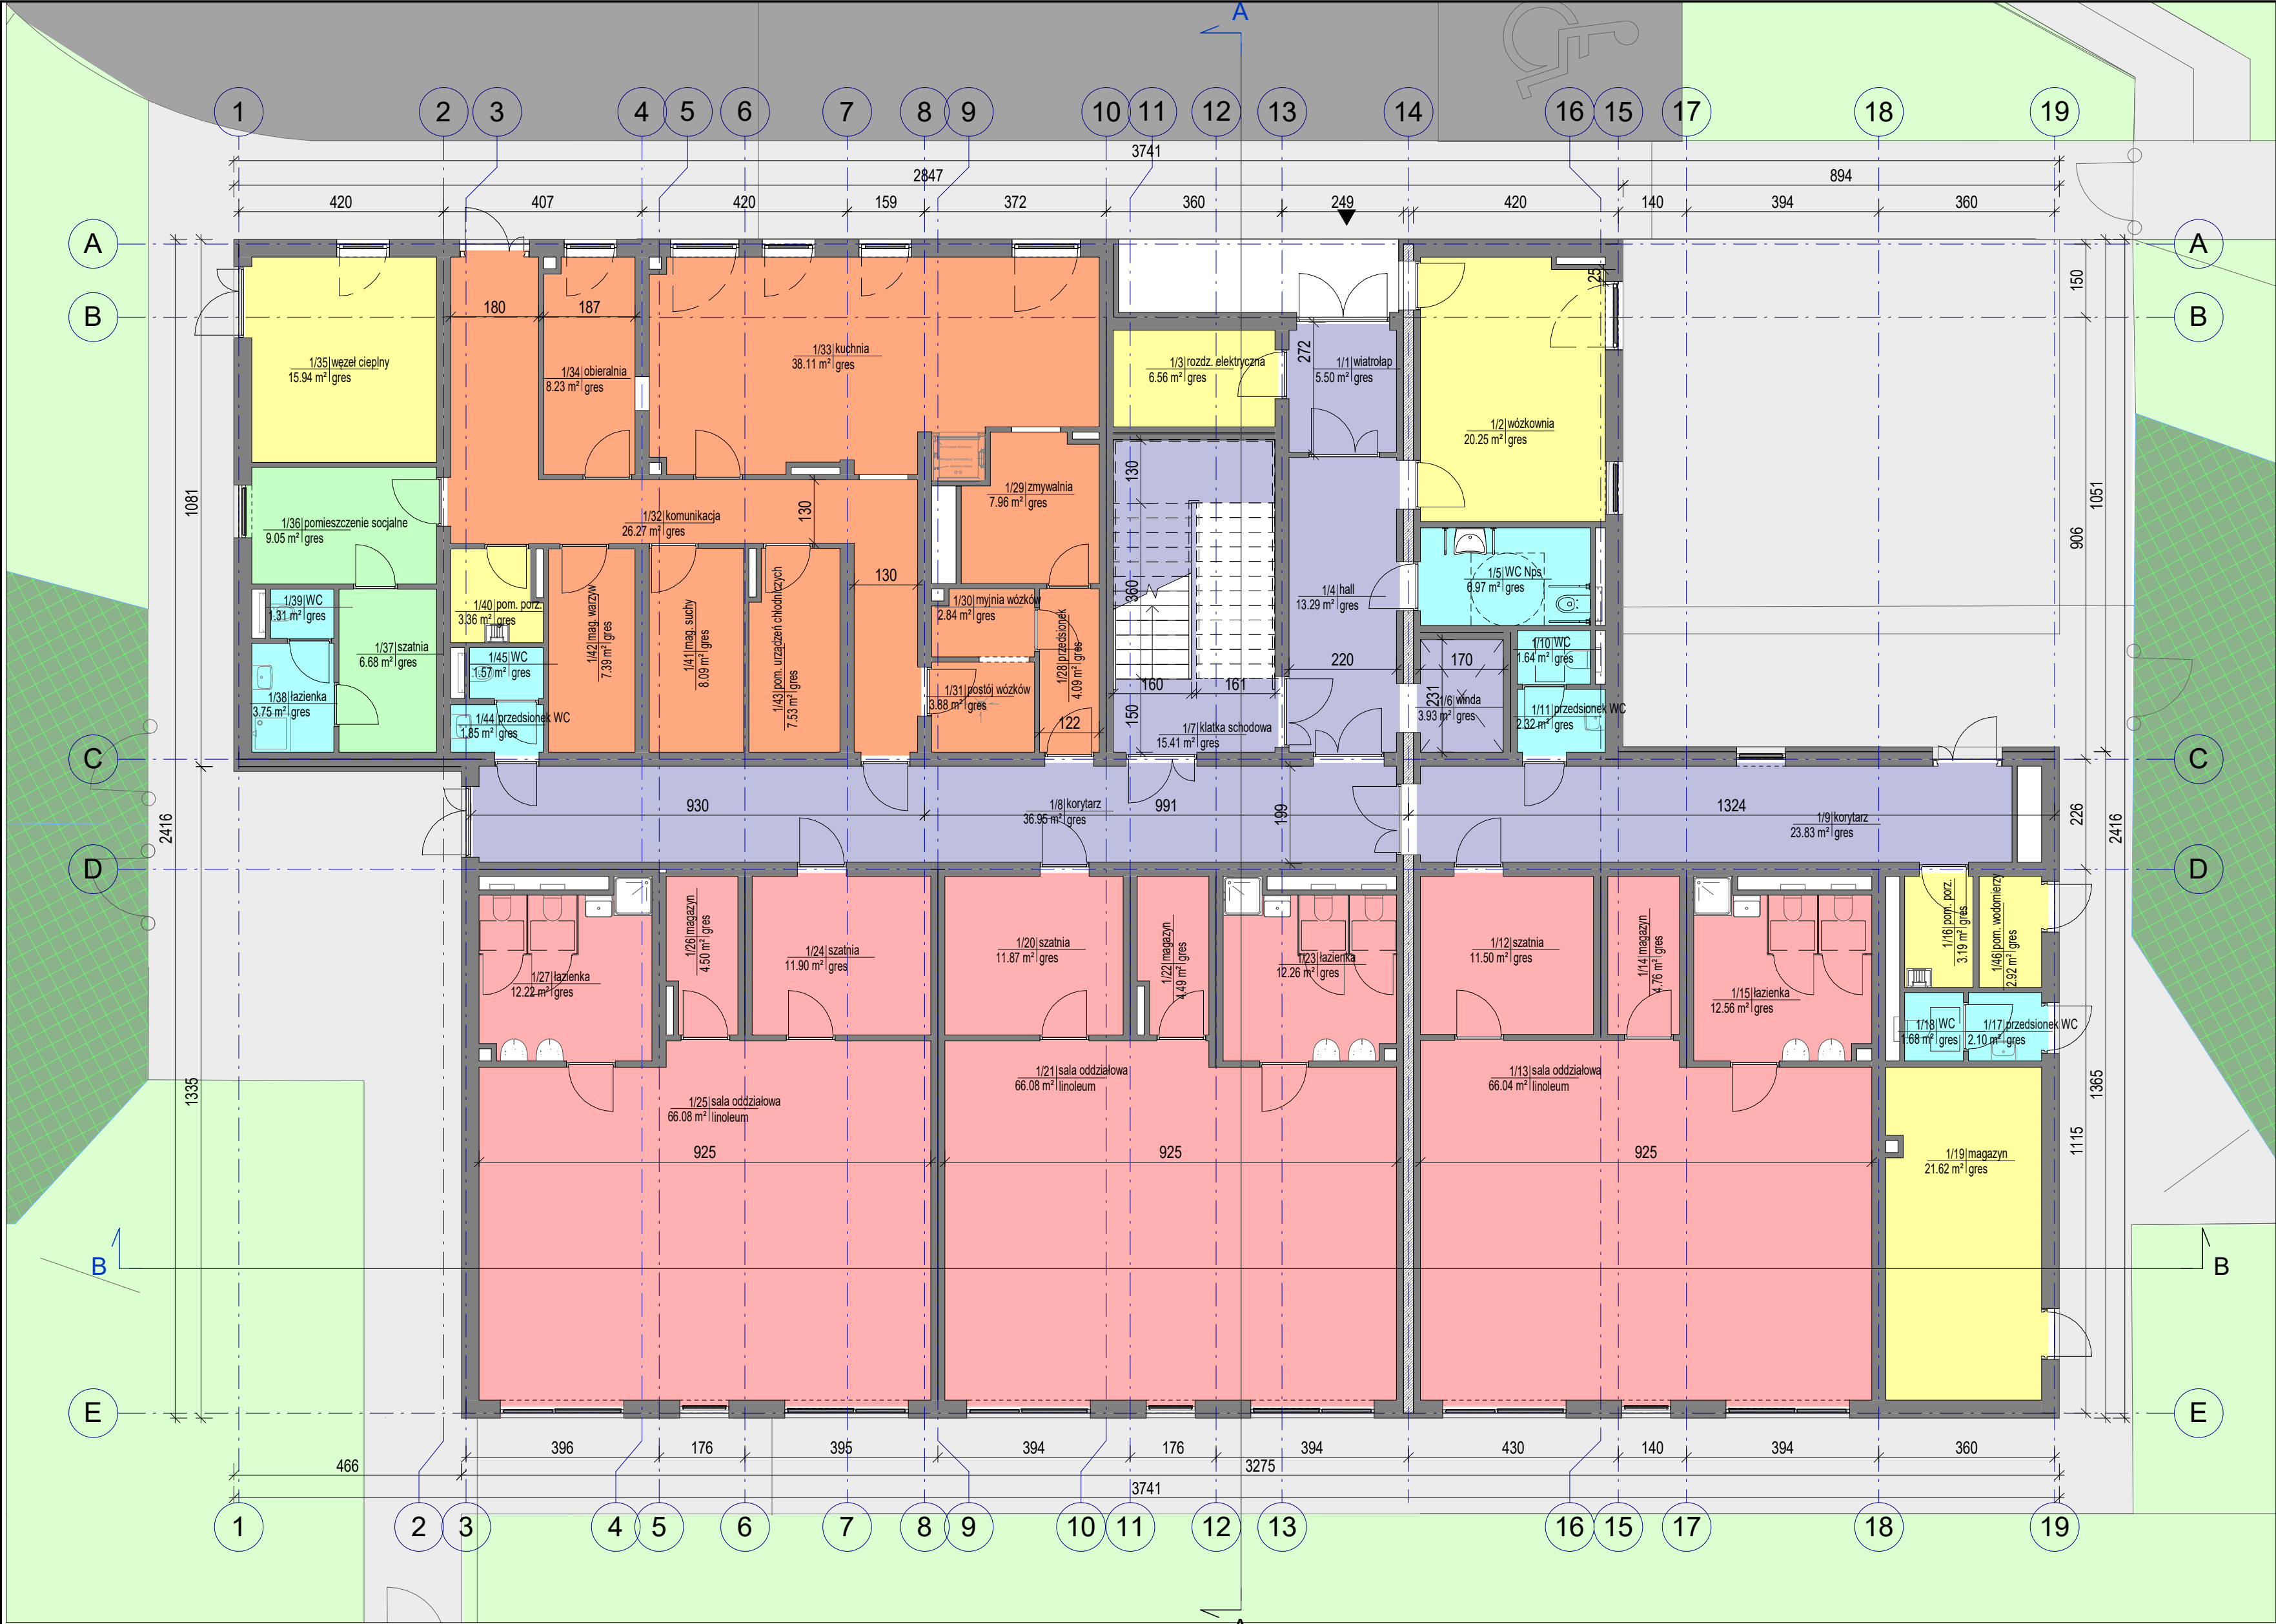 A
1 2 3 4 5 6 7 8 9 10 11 12 13 14 16 15 17 18 19
3741
2847 894
420 407 420 159 372 360 249 420 140 394 360
A A
B B
150
25
180 187
272
1/35 węzeł cieplny
15.94 m² gres
1/34 obieralnia
8.23 m² gres
1/33 kuchnia
38.11 m² gres
1/3 rozdz. elektryczna
6.56 m² gres
1/1 wiatrołap
5.50 m² gres
1/2 wózkownia
20.25 m² gres
1081
1051
906
130
130
1/36 pomieszczenie socjalne
9.05 m² gres
1/32 komunikacja
26.27 m² gres
1/29 zmywalnia
7.96 m² gres
130
360
1/4 hall
13.29 m² gres
1/5 WC Nps
6.97 m² gres
1/39 WC
1.31 m² gres
1/40 pom. porz.
3.36 m² gres
1/42 mag. warzyw
7.39 m² gres
1/41 mag. suchy
8.09 m² gres
1/43 pom. urządzeń chłodniczych
7.53 m² gres
1/30 myjnia wózków
2.84 m² gres
1/28 przedsionek
4.09 m² gres
1/37 szatnia
6.68 m² gres
1/45 WC
1.57 m² gres
1/10 WC
1.64 m² gres
220
170
231
160 161
150
122
1/38 łazienka
3.75 m² gres
1/44 przedsionek WC
1.85 m² gres
1/31 postój wózków
3.88 m² gres
1/7 klatka schodowa
15.41 m² gres
1/6 winda
3.93 m² gres
1/11 przedsionek WC
2.32 m² gres
C C
930 991 1324
1/8 korytarz
36.95 m² gres
199
1/9 korytarz
23.83 m² gres
2416
226
2416
D D
1/27 łazienka
12.22 m² gres
1/26 magazyn
4.50 m² gres
1/24 szatnia
11.90 m² gres
1/20 szatnia
11.87 m² gres
1/22 magazyn
4.49 m² gres
1/23 łazienka
12.26 m² gres
1/12 szatnia
11.50 m² gres
1/14 magazyn
4.76 m² gres
1/15 łazienka
12.56 m² gres
1/16 pom. porz.
3.19 m² gres
1/46 pom. wodomierzy
2.92 m² gres
1/18 WC
1.68 m² gres
1/17 przedsionek WC
2.10 m² gres
1335
1365
1115
1/25 sala oddziałowa
66.08 m² linoleum
1/21 sala oddziałowa
66.08 m² linoleum
1/13 sala oddziałowa
66.04 m² linoleum
925 925 925
1/19 magazyn
21.62 m² gres
B B
E E
396 176 395 394 176 394 430 140 394 360
466 3275
3741
1 2 3 4 5 6 7 8 9 10 11 12 13 16 15 17 18 19